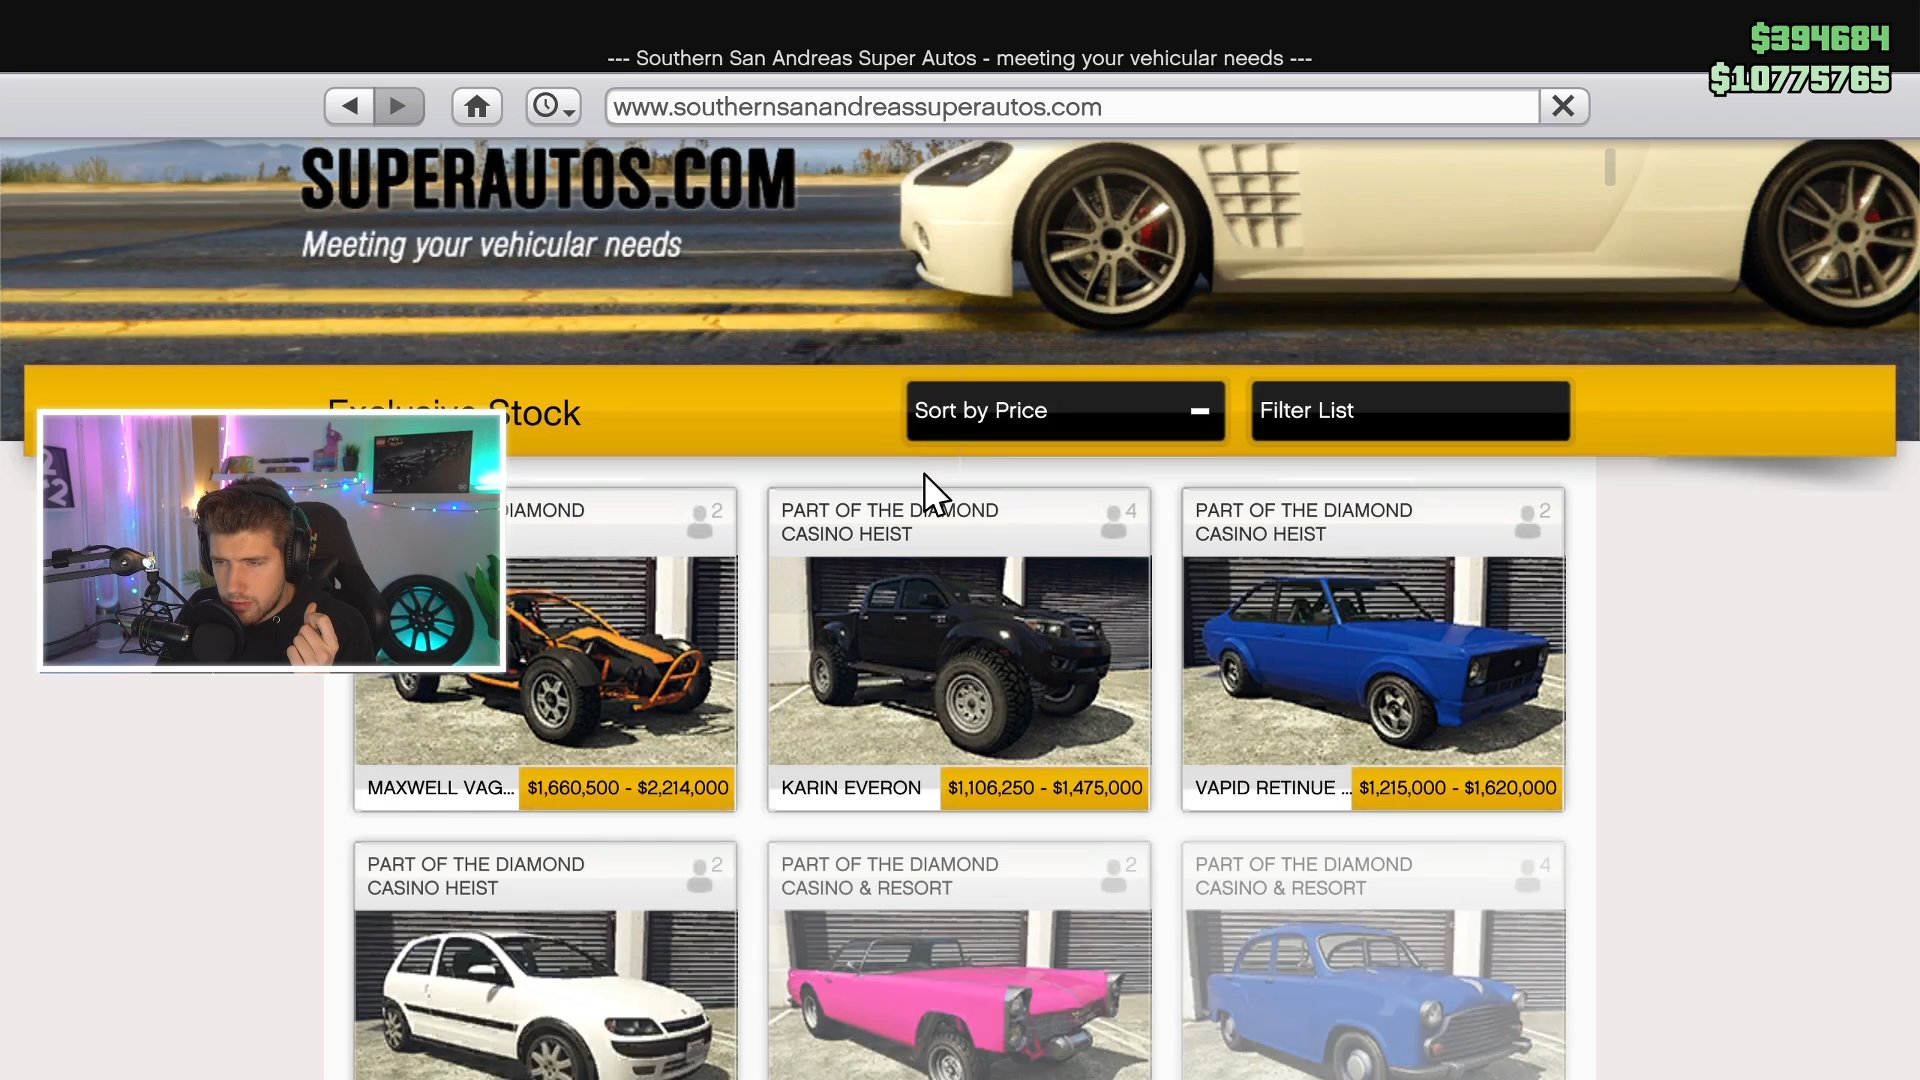 $394684
--- Southern San Andreas Super Autos - meeting your vehicular needs ---
$10775765
www.southernsanandreassuperautos.com
SUPERAUTOS.COM
Meeting your vehicular needs
Exclusive Stock
Sort by Price
Filter List
IAMOND
2
PART OF THE DIAMOND
CASINO HEIST
4
PART OF THE DIAMOND
CASINO HEIST
2
MAXWELL VAG...
$1,660,500 - $2,214,000
KARIN EVERON
$1,106,250 - $1,475,000
VAPID RETINUE ...
$1,215,000 - $1,620,000
PART OF THE DIAMOND
CASINO HEIST
2
PART OF THE DIAMOND
CASINO & RESORT
2
PART OF THE DIAMOND
CASINO & RESORT
4